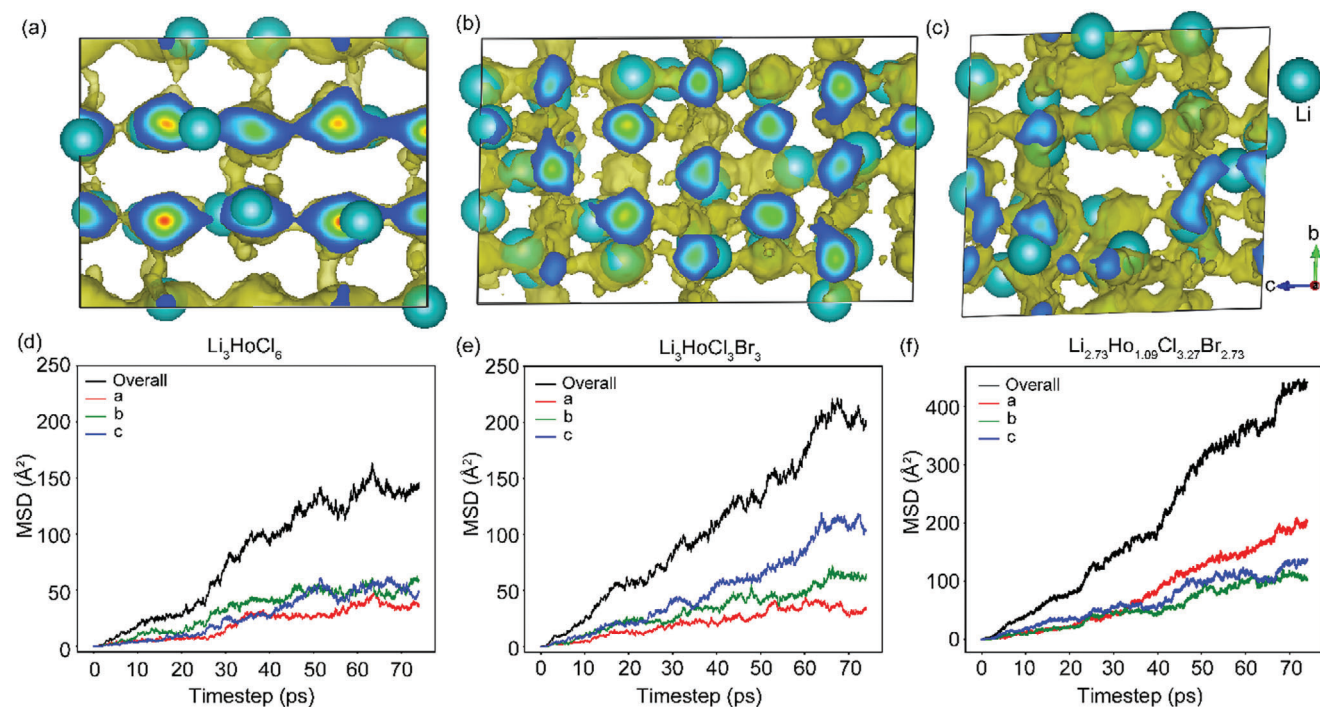 (a)
(b)
(c)
Li
b
c
a
(d)
Li₃HoCl₆
250
200
150
100
50
0
MSD (Å²)
Overall
a
b
c
0 10 20 30 40 50 60 70
Timestep (ps)
(e)
Li₃HoCl₃Br₃
250
200
150
100
50
0
MSD (Å²)
Overall
a
b
c
0 10 20 30 40 50 60 70
Timestep (ps)
(f)
Li₂.₇₃Ho₁.₀₉Cl₃.₂₇Br₂.₇₃
400
300
200
100
0
MSD (Å²)
Overall
a
b
c
0 10 20 30 40 50 60 70
Timestep (ps)